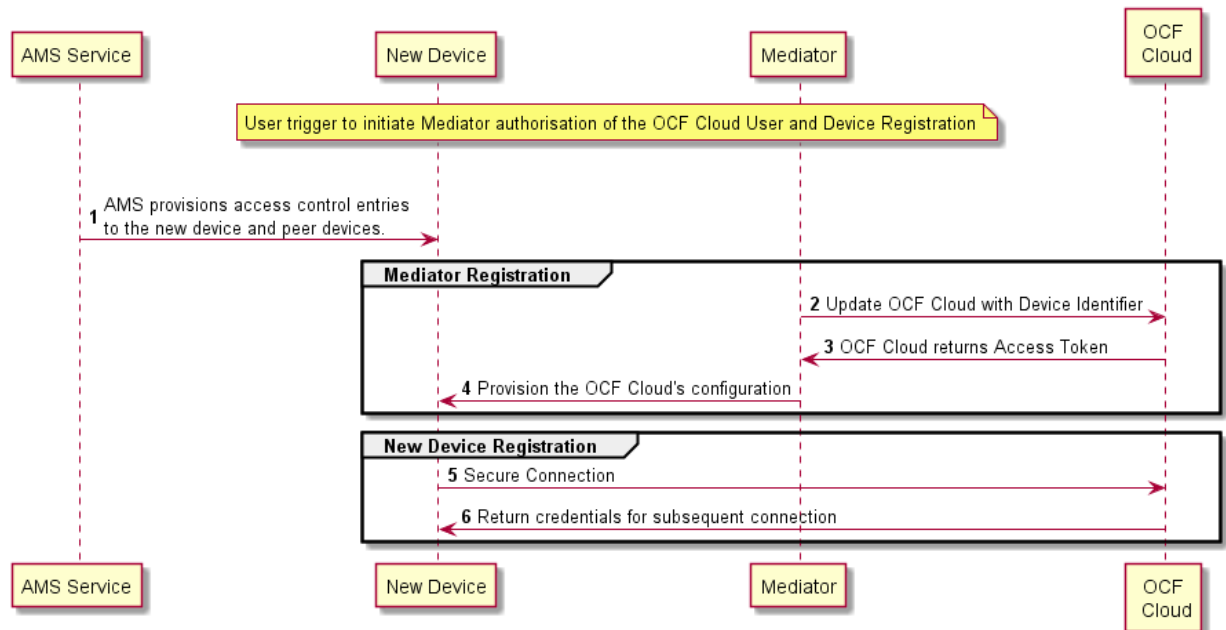 AMS Service
New Device
Mediator
OCF
Cloud
User trigger to initiate Mediator authorisation of the OCF Cloud User and Device Registration
1 AMS provisions access control entries
to the new device and peer devices.
Mediator Registration
2 Update OCF Cloud with Device Identifier
3 OCF Cloud returns Access Token
4 Provision the OCF Cloud's configuration
New Device Registration
5 Secure Connection
6 Return credentials for subsequent connection
AMS Service
New Device
Mediator
OCF
Cloud